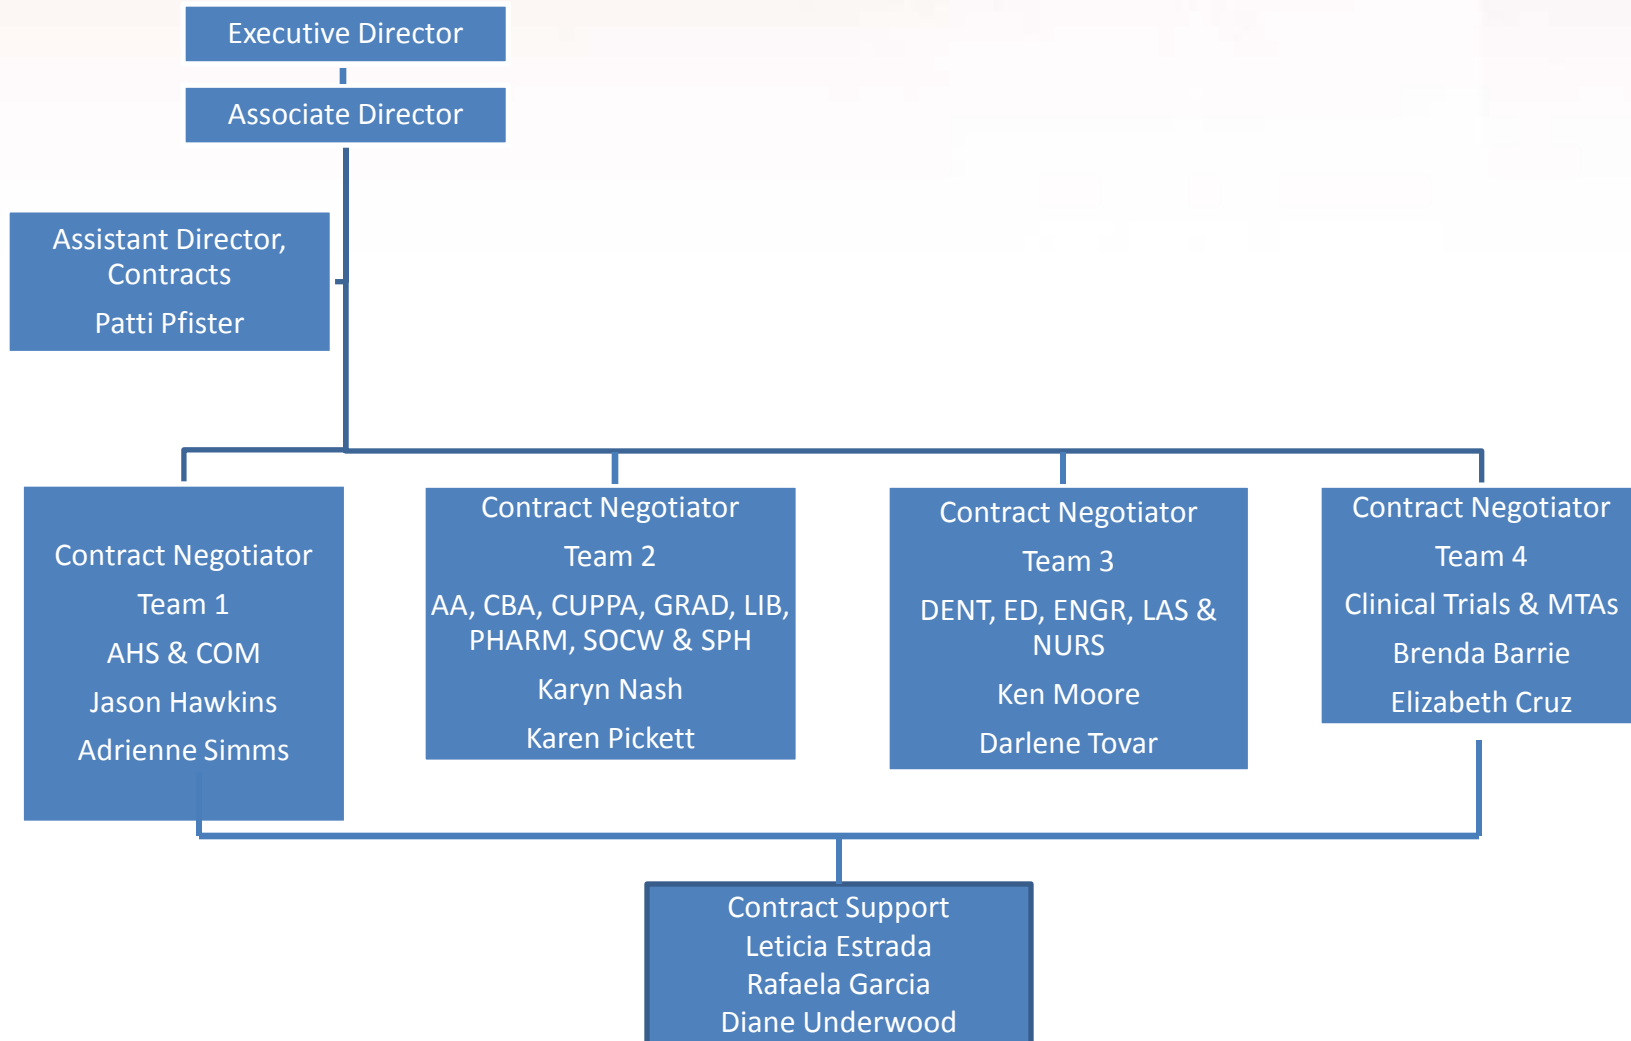 Executive Director
Associate Director
Assistant Director,
Contracts
Patti Pfister
Contract Negotiator
Team 1
AHS & COM
Jason Hawkins
Adrienne Simms
Contract Negotiator
Team 2
AA, CBA, CUPPA, GRAD, LIB,
PHARM, SOCW & SPH
Karyn Nash
Karen Pickett
Contract Negotiator
Team 3
DENT, ED, ENGR, LAS &
NURS
Ken Moore
Darlene Tovar
Contract Negotiator
Team 4
Clinical Trials & MTAs
Brenda Barrie
Elizabeth Cruz
Contract Support
Leticia Estrada
Rafaela Garcia
Diane Underwood